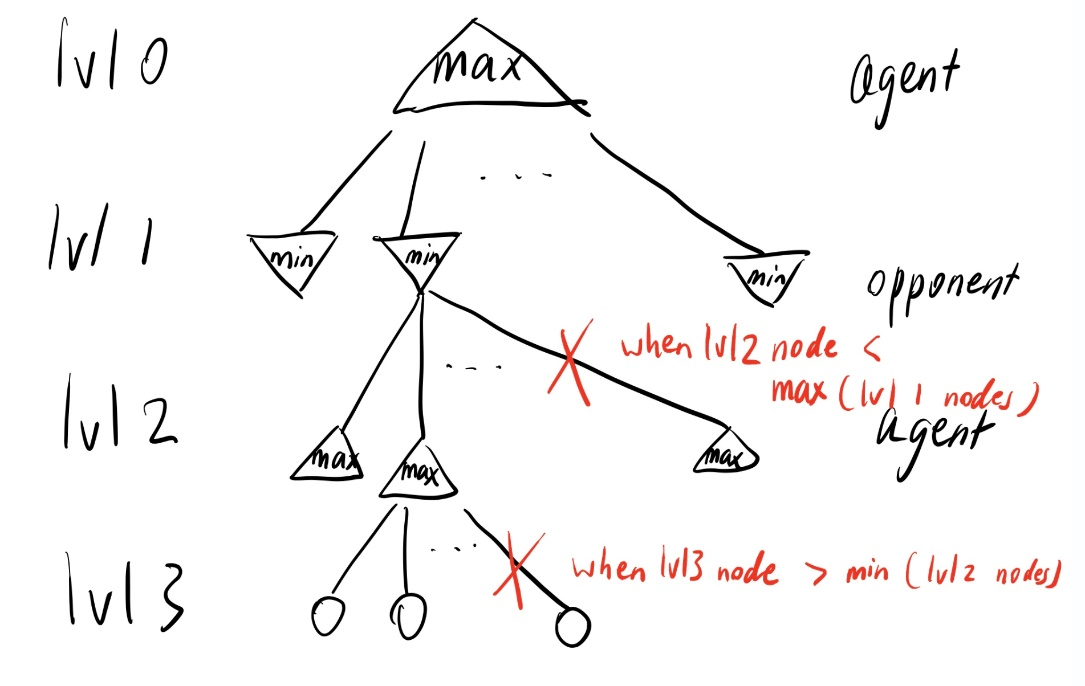 lvl 0
max
agent
lvl 1
min
min
min
opponent
when lvl2 node <
max (lvl 1 nodes)
lvl 2
max
max
max
agent
when lvl3 node > min (lvl2 nodes)
lvl 3